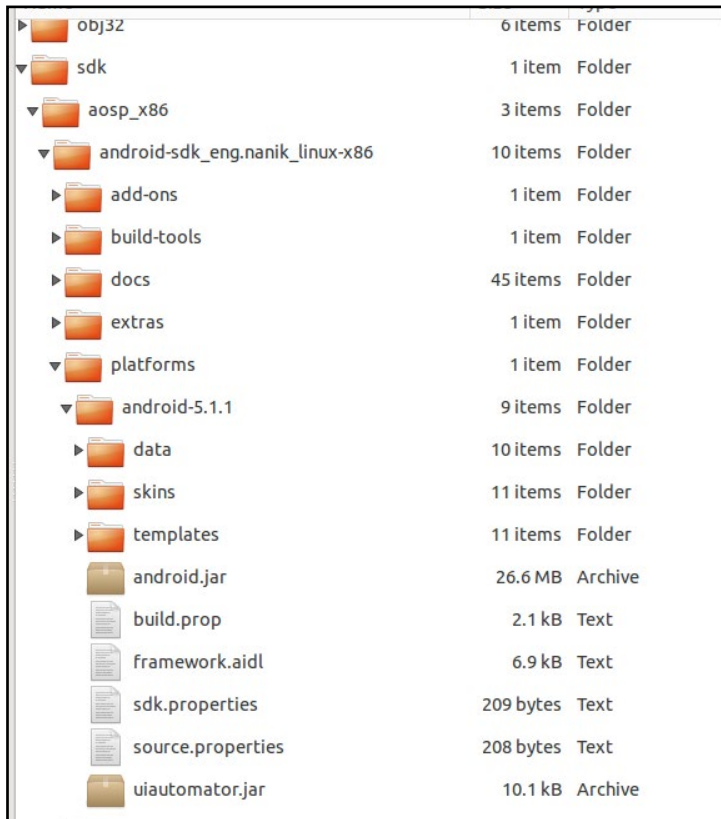 obj32 6 items Folder
sdk 1 item Folder
aosp_x86 3 items Folder
android-sdk_eng.nanik_linux-x86 10 items Folder
add-ons 1 item Folder
build-tools 1 item Folder
docs 45 items Folder
extras 1 item Folder
platforms 1 item Folder
android-5.1.1 9 items Folder
data 10 items Folder
skins 11 items Folder
templates 11 items Folder
android.jar 26.6 MB Archive
build.prop 2.1 kB Text
framework.aidl 6.9 kB Text
sdk.properties 209 bytes Text
source.properties 208 bytes Text
uiautomator.jar 10.1 kB Archive